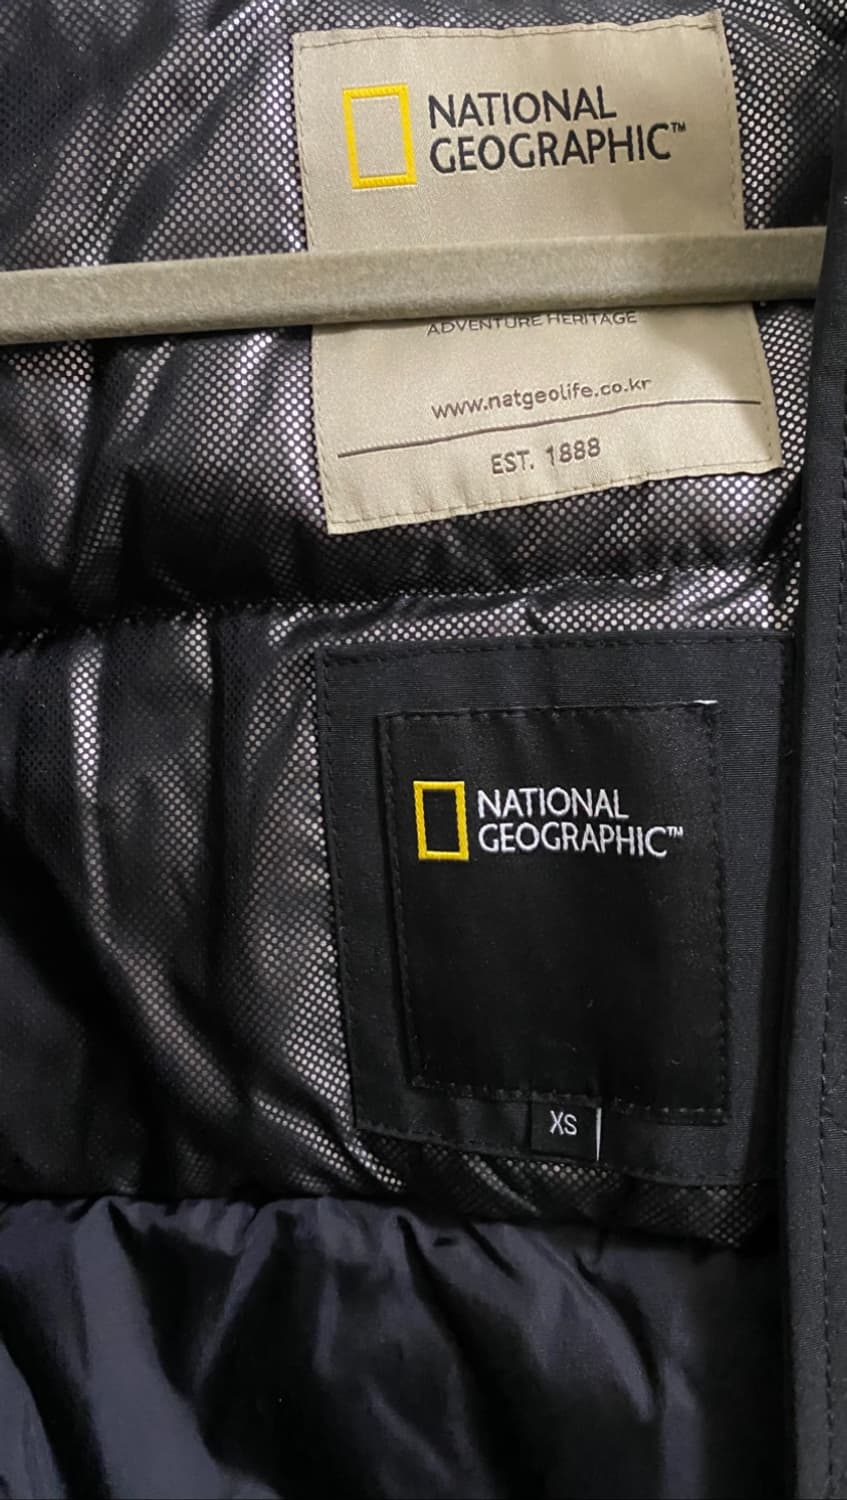 NATIONAL
GEOGRAPHIC™
ADVENTURE HERITAGE
www.natgeolife.co.kr
EST. 1888
NATIONAL
GEOGRAPHIC™
XS